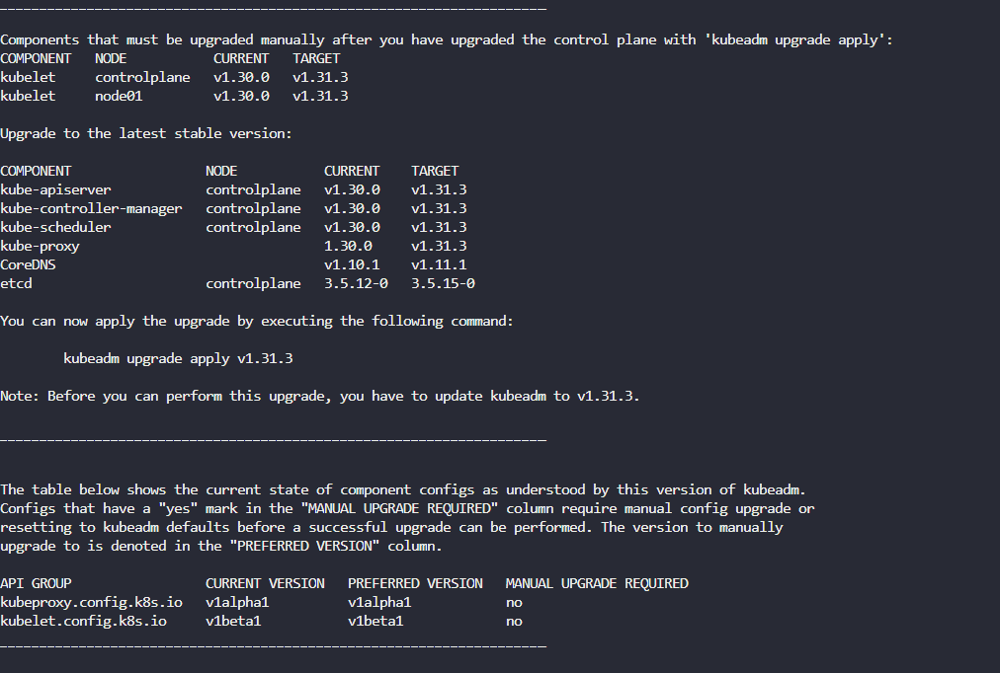 Components that must be upgraded manually after you have upgraded the control plane with 'kubeadm upgrade apply':
COMPONENT   NODE           CURRENT   TARGET
kubelet     controlplane   v1.30.0   v1.31.3
kubelet     node01         v1.30.0   v1.31.3
Upgrade to the latest stable version:
COMPONENT                 NODE           CURRENT    TARGET
kube-apiserver            controlplane   v1.30.0    v1.31.3
kube-controller-manager   controlplane   v1.30.0    v1.31.3
kube-scheduler            controlplane   v1.30.0    v1.31.3
kube-proxy                               1.30.0     v1.31.3
CoreDNS                                  v1.10.1    v1.11.1
etcd                      controlplane   3.5.12-0   3.5.15-0
You can now apply the upgrade by executing the following command:
kubeadm upgrade apply v1.31.3
Note: Before you can perform this upgrade, you have to update kubeadm to v1.31.3.
The table below shows the current state of component configs as understood by this version of kubeadm.
Configs that have a "yes" mark in the "MANUAL UPGRADE REQUIRED" column require manual config upgrade or
resetting to kubeadm defaults before a successful upgrade can be performed. The version to manually
upgrade to is denoted in the "PREFERRED VERSION" column.
API GROUP                 CURRENT VERSION   PREFERRED VERSION   MANUAL UPGRADE REQUIRED
kubeproxy.config.k8s.io   v1alpha1          v1alpha1            no
kubelet.config.k8s.io     v1beta1           v1beta1             no